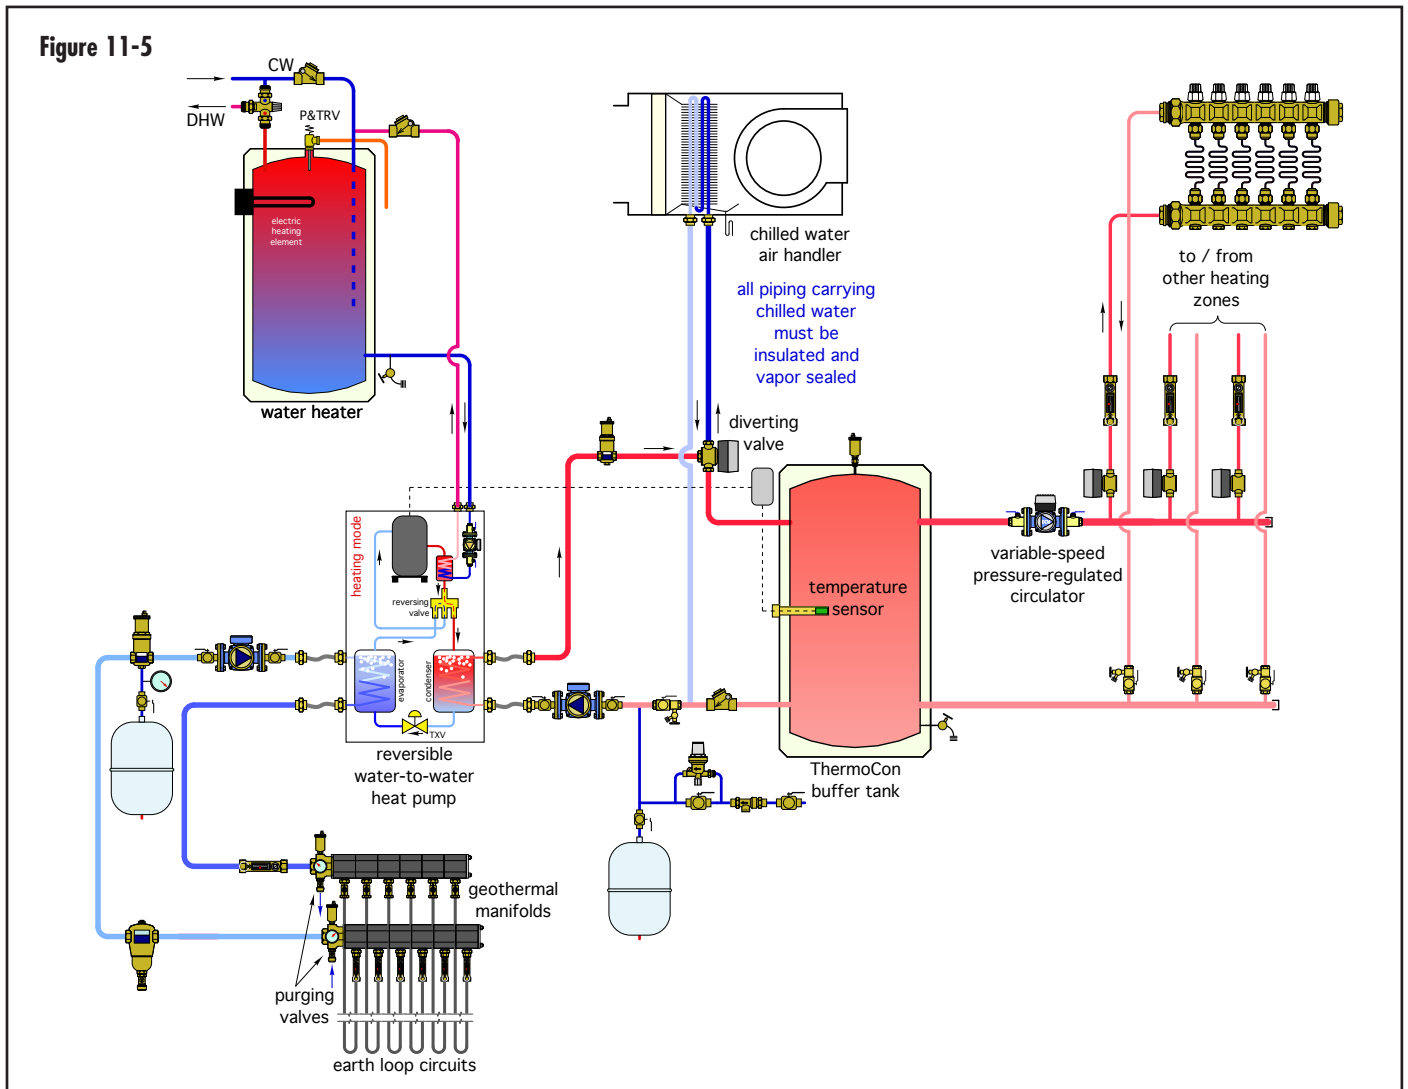 Figure 11-5
CW
DHW
P&TRV
electric
heating
element
water heater
chilled water
air handler
all piping carrying
chilled water
must be
insulated and
vapor sealed
diverting
valve
to / from
other heating
zones
variable-speed
pressure-regulated
circulator
temperature
sensor
ThermoCon
buffer tank
heating mode
reversing
valve
evaporator
condenser
TXV
reversible
water-to-water
heat pump
geothermal
manifolds
purging
valves
earth loop circuits